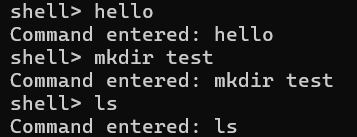 shell> hello
Command entered: hello
shell> mkdir test
Command entered: mkdir test
shell> ls
Command entered: ls